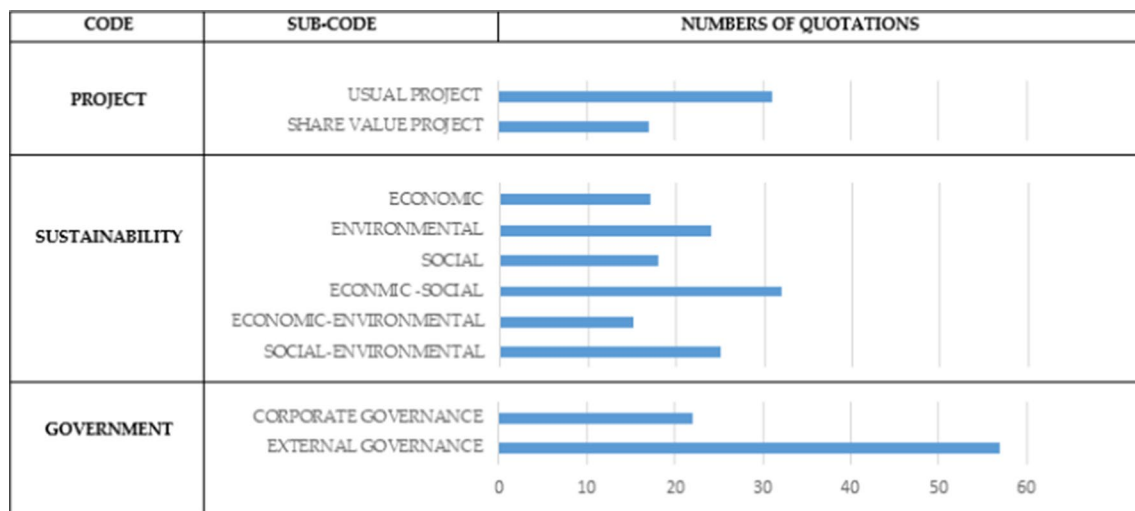 CODE SUB-CODE NUMBERS OF QUOTATIONS
PROJECT
USUAL PROJECT
SHARE VALUE PROJECT
SUSTAINABILITY
ECONOMIC
ENVIRONMENTAL
SOCIAL
ECONMIC -SOCIAL
ECONOMIC-ENVIRONMENTAL
SOCIAL-ENVIRONMENTAL
GOVERNMENT
CORPORATE GOVERNANCE
EXTERNAL GOVERNANCE
0 10 20 30 40 50 60